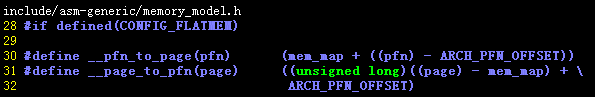 include/asm-generic/memory_model.h
28 #if defined(CONFIG_FLATMEM)
29
30 #define __pfn_to_page(pfn)      (mem_map + ((pfn) - ARCH_PFN_OFFSET))
31 #define __page_to_pfn(page)     ((unsigned long)((page) - mem_map) + \
32                                  ARCH_PFN_OFFSET)